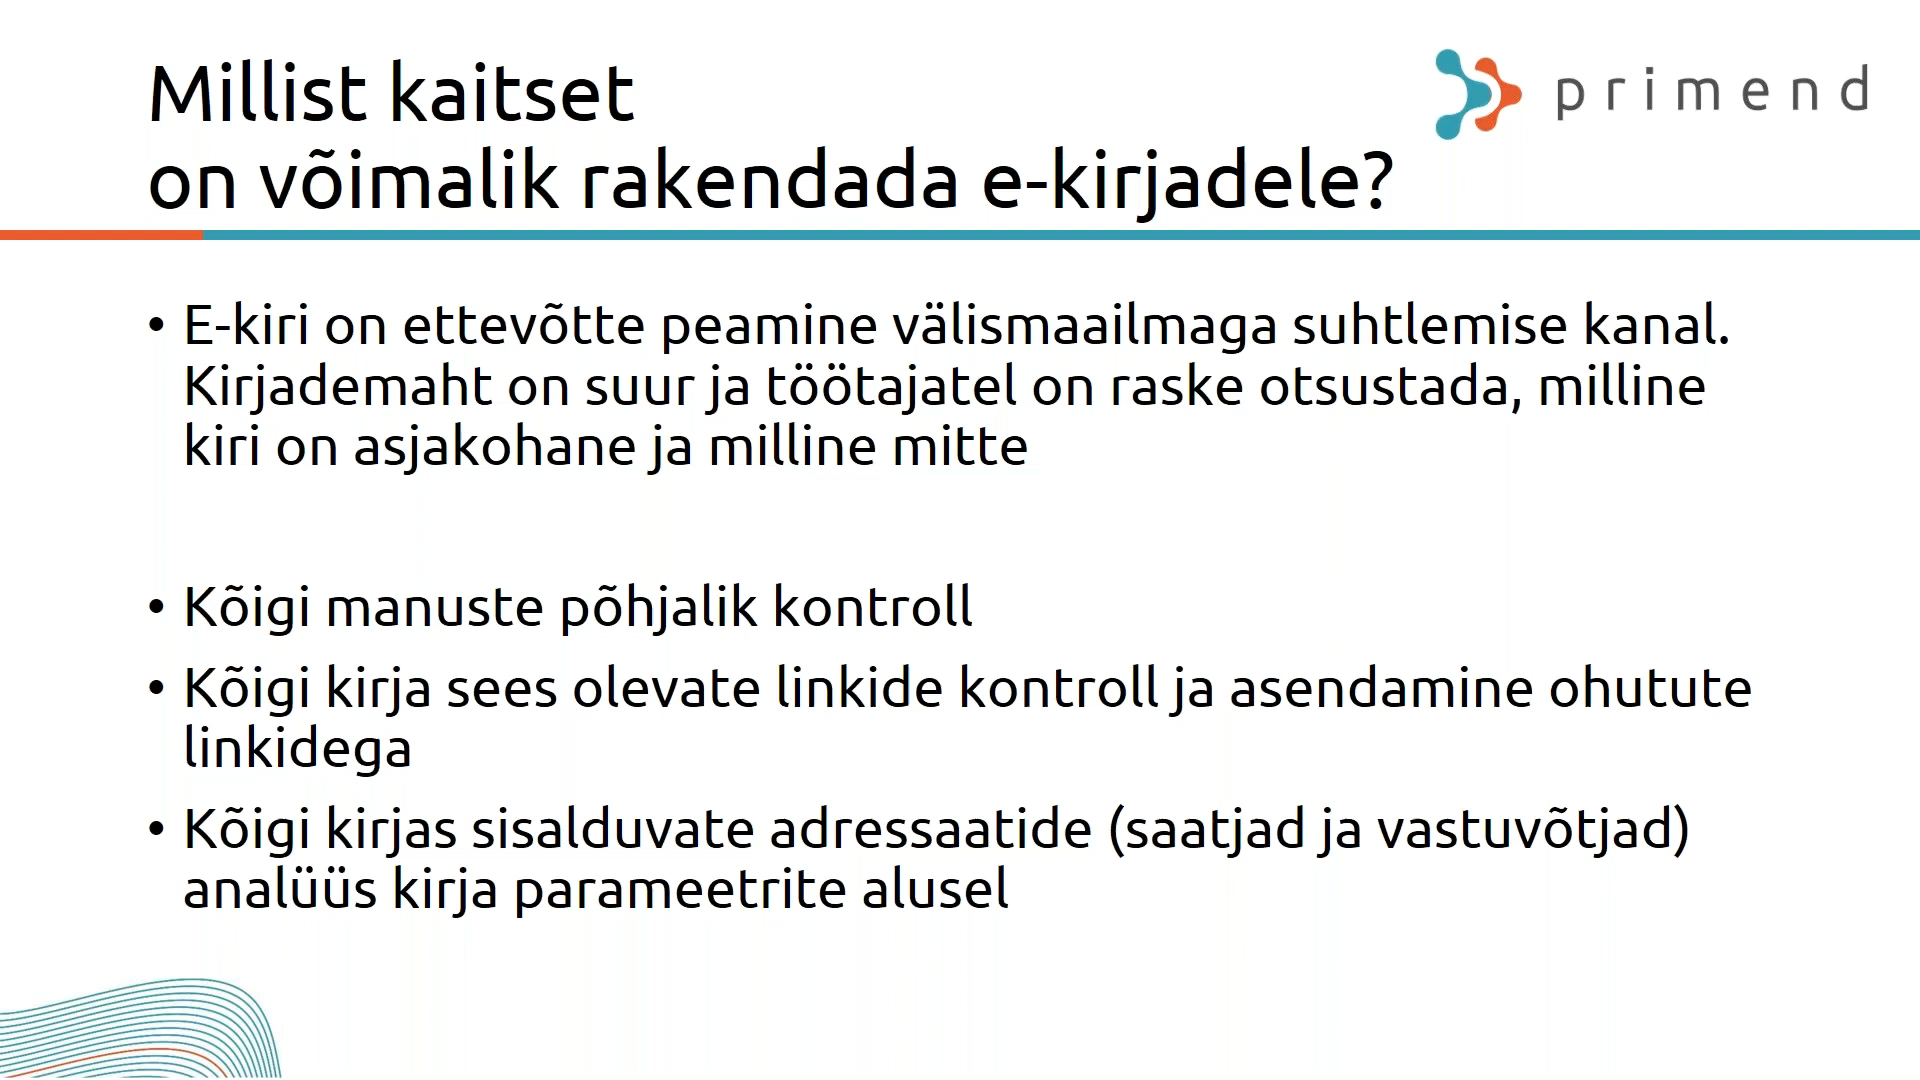 Millist kaitset
primend
on võimalik rakendada e-kirjadele?
• E-kiri on ettevõtte peamine välismaailmaga suhtlemise kanal.
Kirjademaht on suur ja töötajatel on raske otsustada, milline
kiri on asjakohane ja milline mitte
• Kõigi manuste põhjalik kontroll
• Kõigi kirja sees olevate linkide kontroll ja asendamine ohutute
linkidega
• Kõigi kirjas sisalduvate adressaatide (saatjad ja vastuvõtjad)
analüüs kirja parameetrite alusel